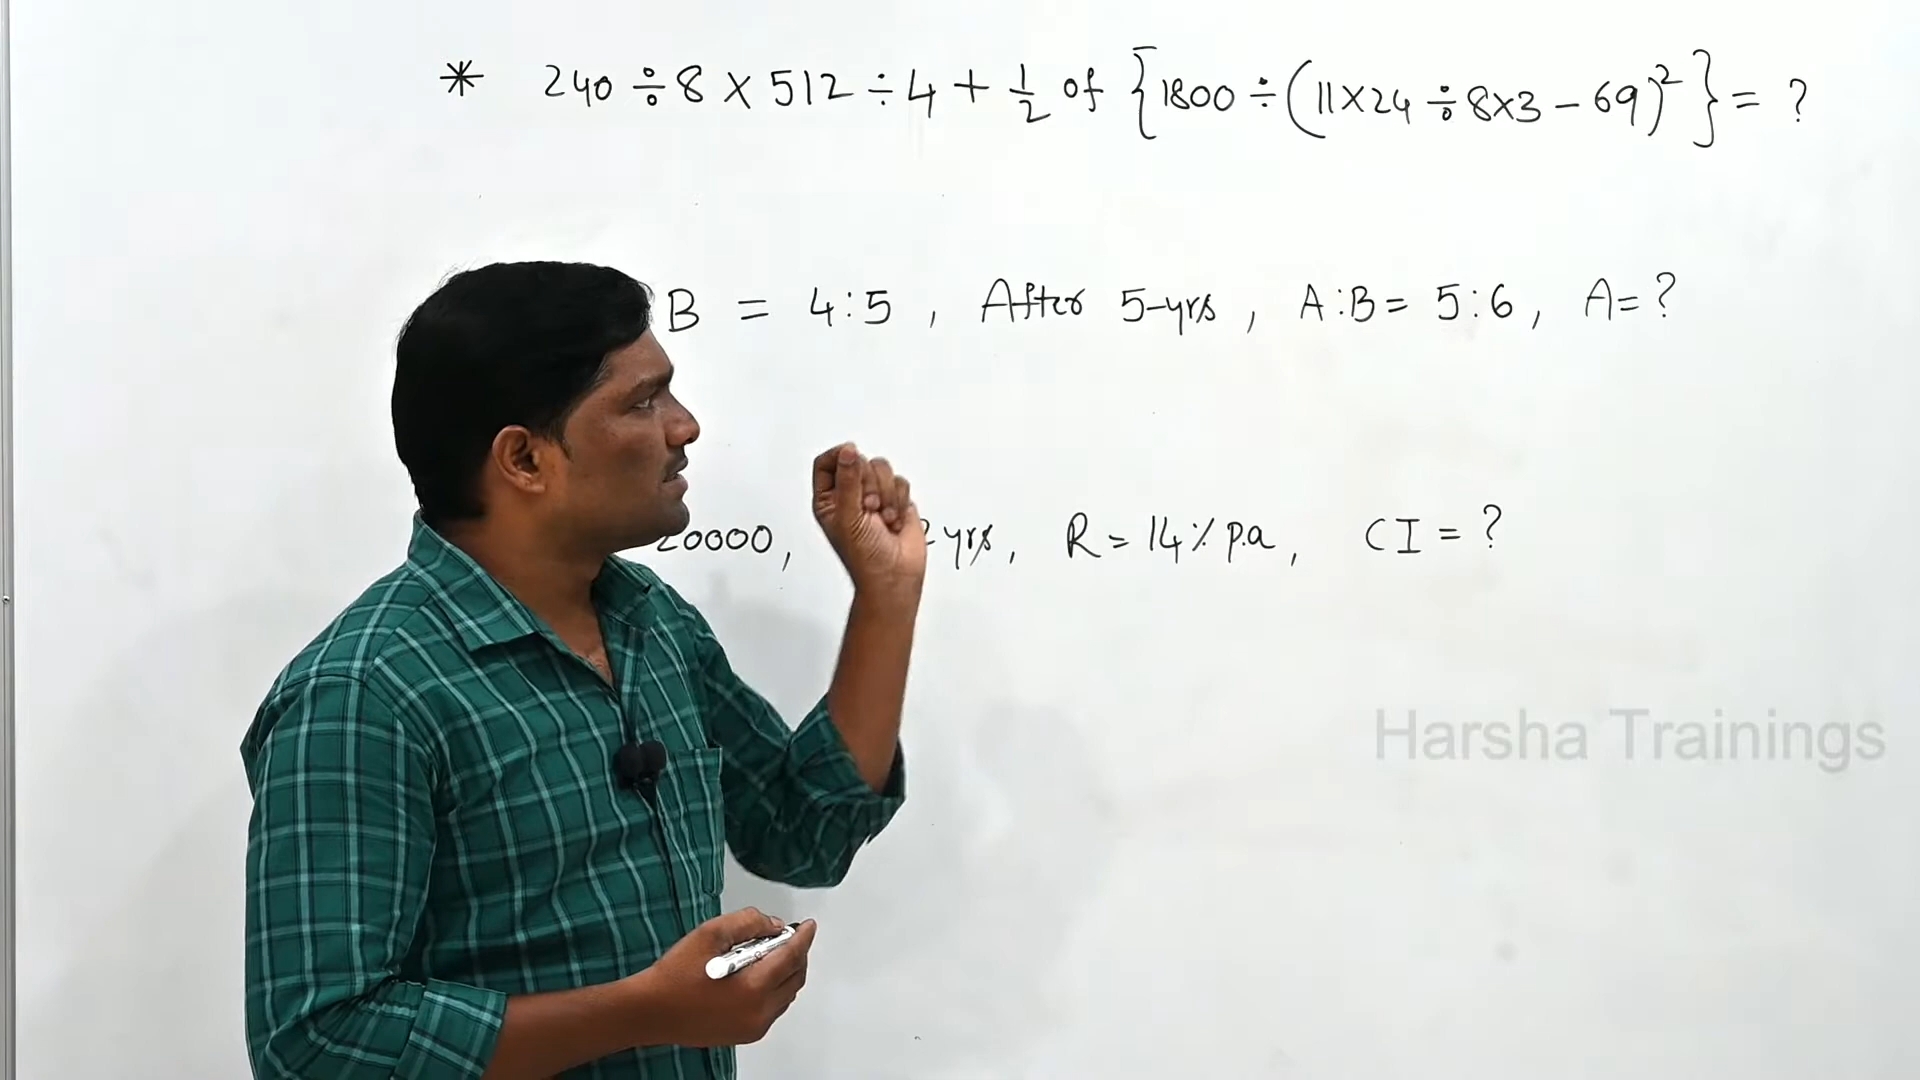 * 240 ÷ 8 × 512 ÷ 4 + 1/2 of {1800 ÷ (11 × 24 ÷ 8 × 3 − 69)²} = ?
B = 4 : 5 , After 5-yrs , A : B = 5 : 6 , A = ?
20000, 2 yrs, R = 14% p.a, CI = ?
Harsha Trainings